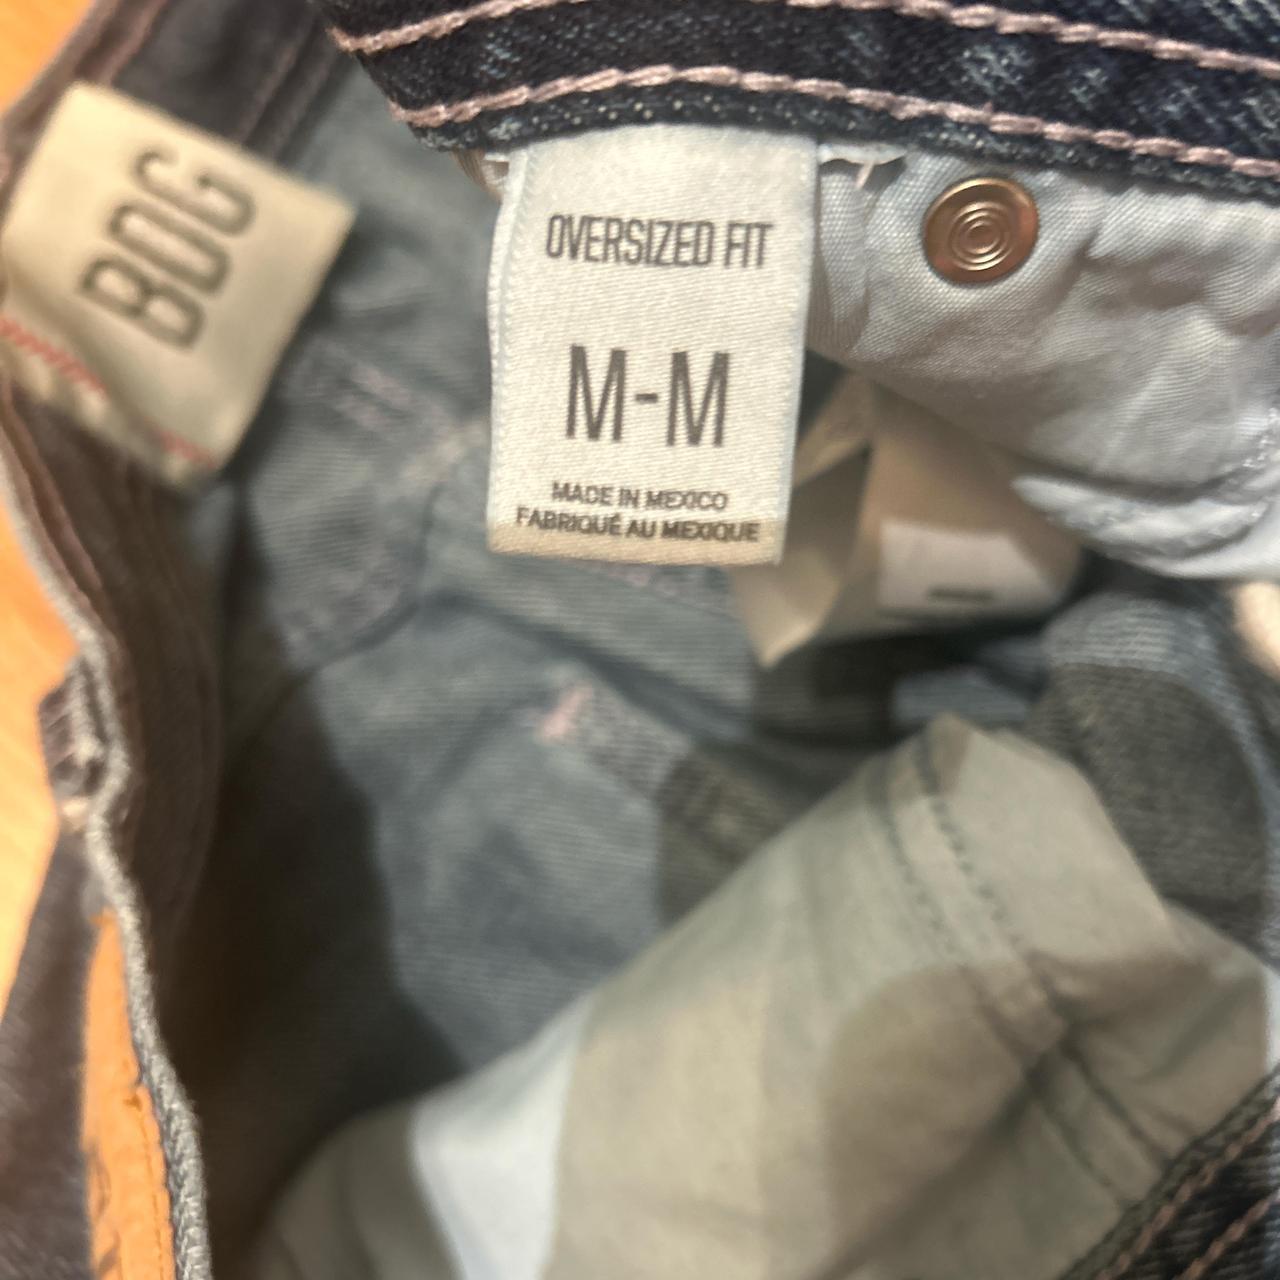 BDG
OVERSIZED FIT
M-M
MADE IN MEXICO
FABRIQUÉ AU MEXIQUE